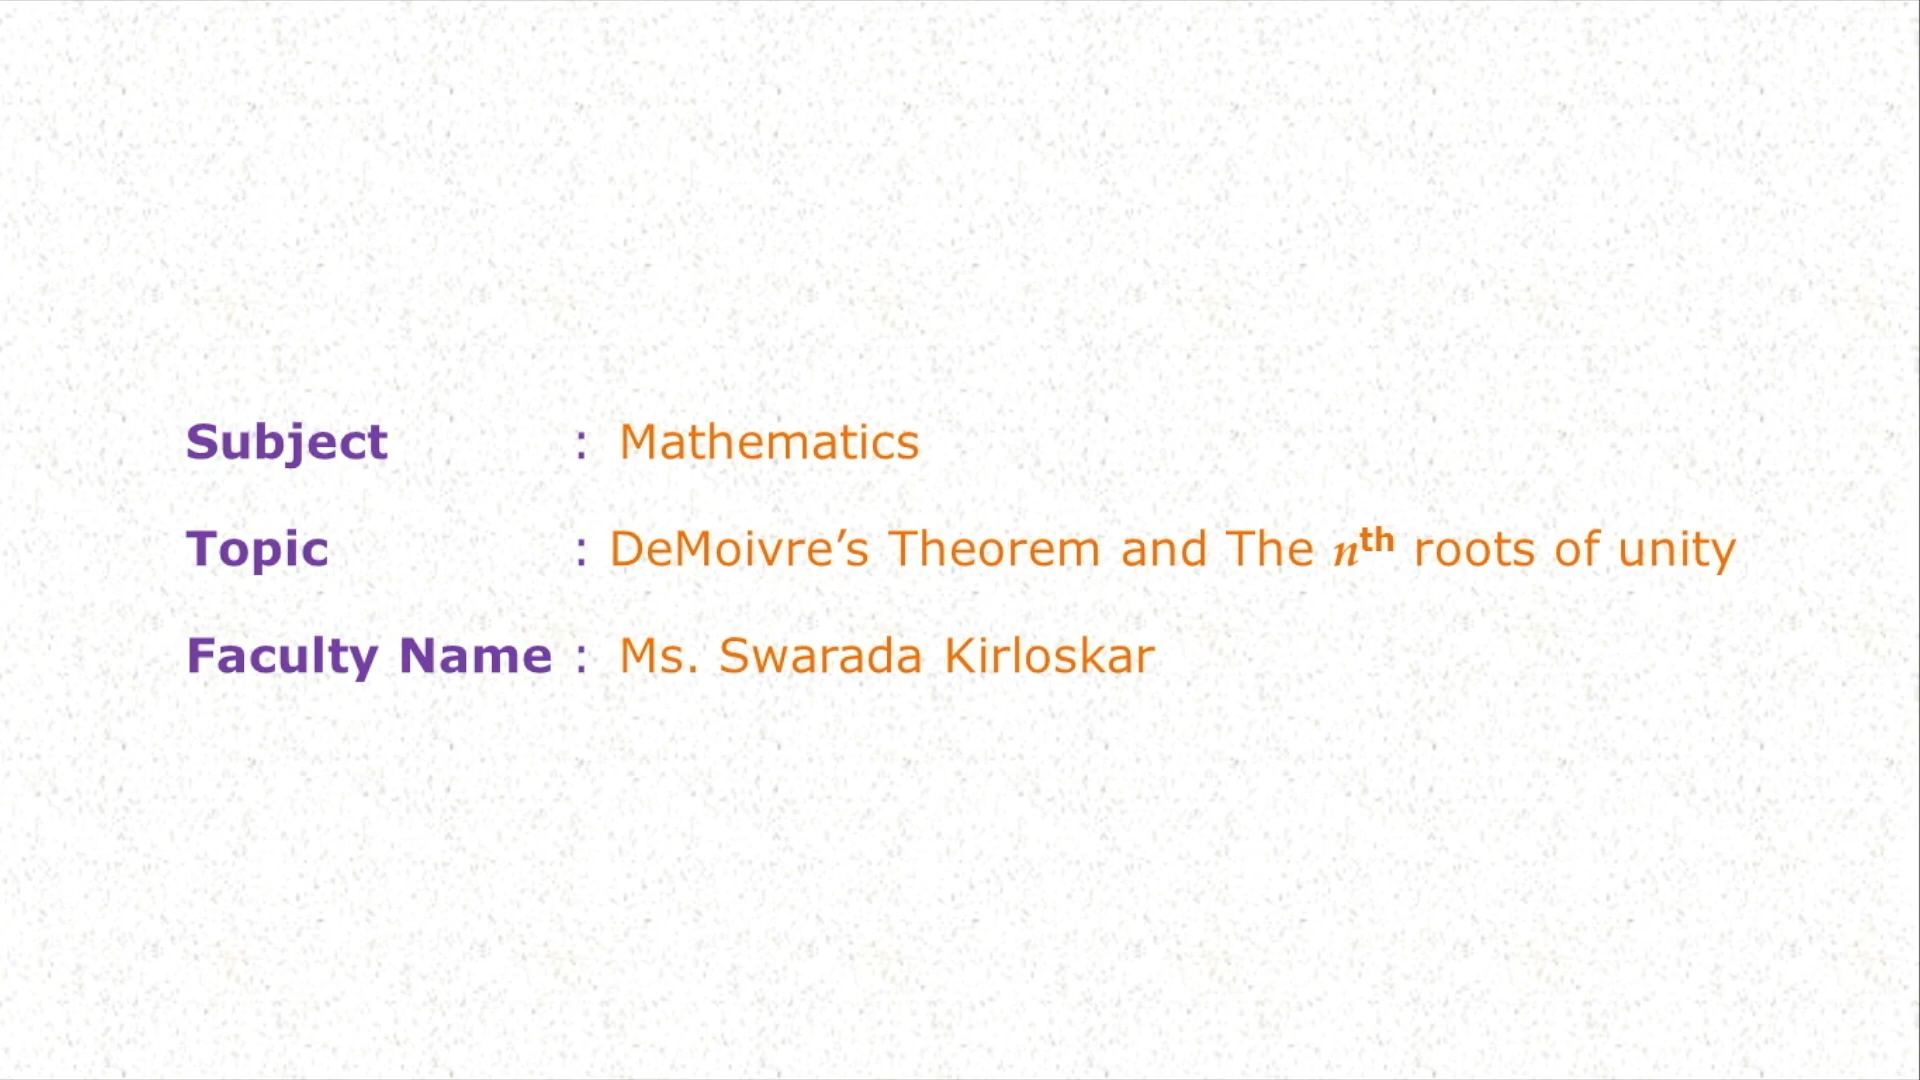 Subject : Mathematics
Topic : DeMoivre’s Theorem and The nth roots of unity
Faculty Name : Ms. Swarada Kirloskar